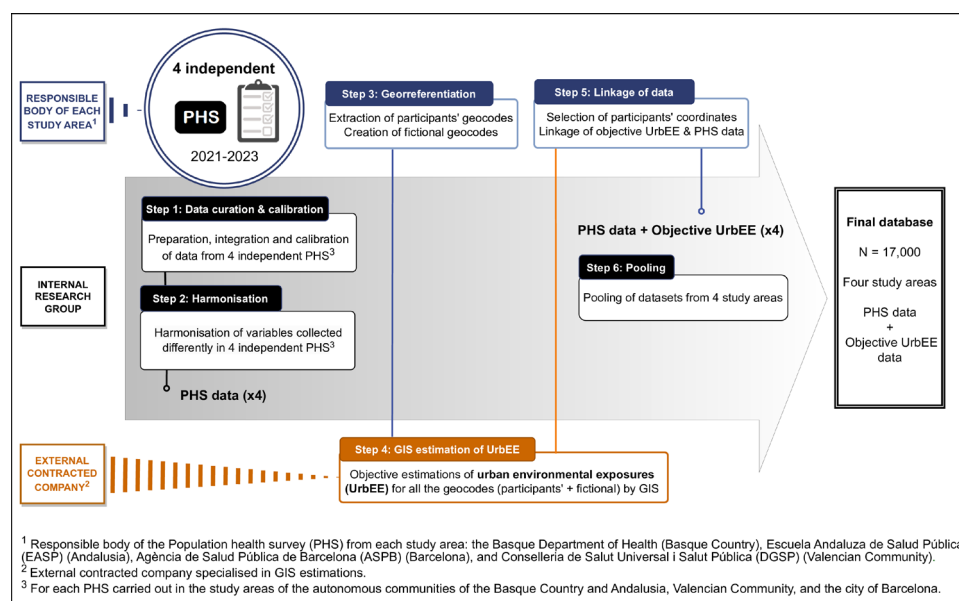 4 independent
PHS
2021-2023
RESPONSIBLE
BODY OF EACH
STUDY AREA1
Step 3: Georreferentiation
Extraction of participants' geocodes
Creation of fictional geocodes
Step 5: Linkage of data
Selection of participants' coordinates
Linkage of objective UrbEE & PHS data
Step 1: Data curation & calibration
Preparation, integration and calibration
of data from 4 independent PHS3
INTERNAL
RESEARCH
GROUP
Step 2: Harmonisation
Harmonisation of variables collected
differently in 4 independent PHS3
PHS data (x4)
PHS data + Objective UrbEE (x4)
Step 6: Pooling
Pooling of datasets from 4 study areas
Final database
N = 17,000
Four study areas
PHS data
+
Objective UrbEE
data
EXTERNAL
CONTRACTED
COMPANY2
Step 4: GIS estimation of UrbEE
Objective estimations of urban environmental exposures
(UrbEE) for all the geocodes (participants' + fictional) by GIS
1 Responsible body of the Population health survey (PHS) from each study area: the Basque Department of Health (Basque Country), Escuela Andaluza de Salud Pública
(EASP) (Andalusia), Agència de Salud Pública de Barcelona (ASPB) (Barcelona), and Conselleria de Salut Universal i Salut Pública (DGSP) (Valencian Community).
2 External contracted company specialised in GIS estimations.
3 For each PHS carried out in the study areas of the autonomous communities of the Basque Country and Andalusia, Valencian Community, and the city of Barcelona.